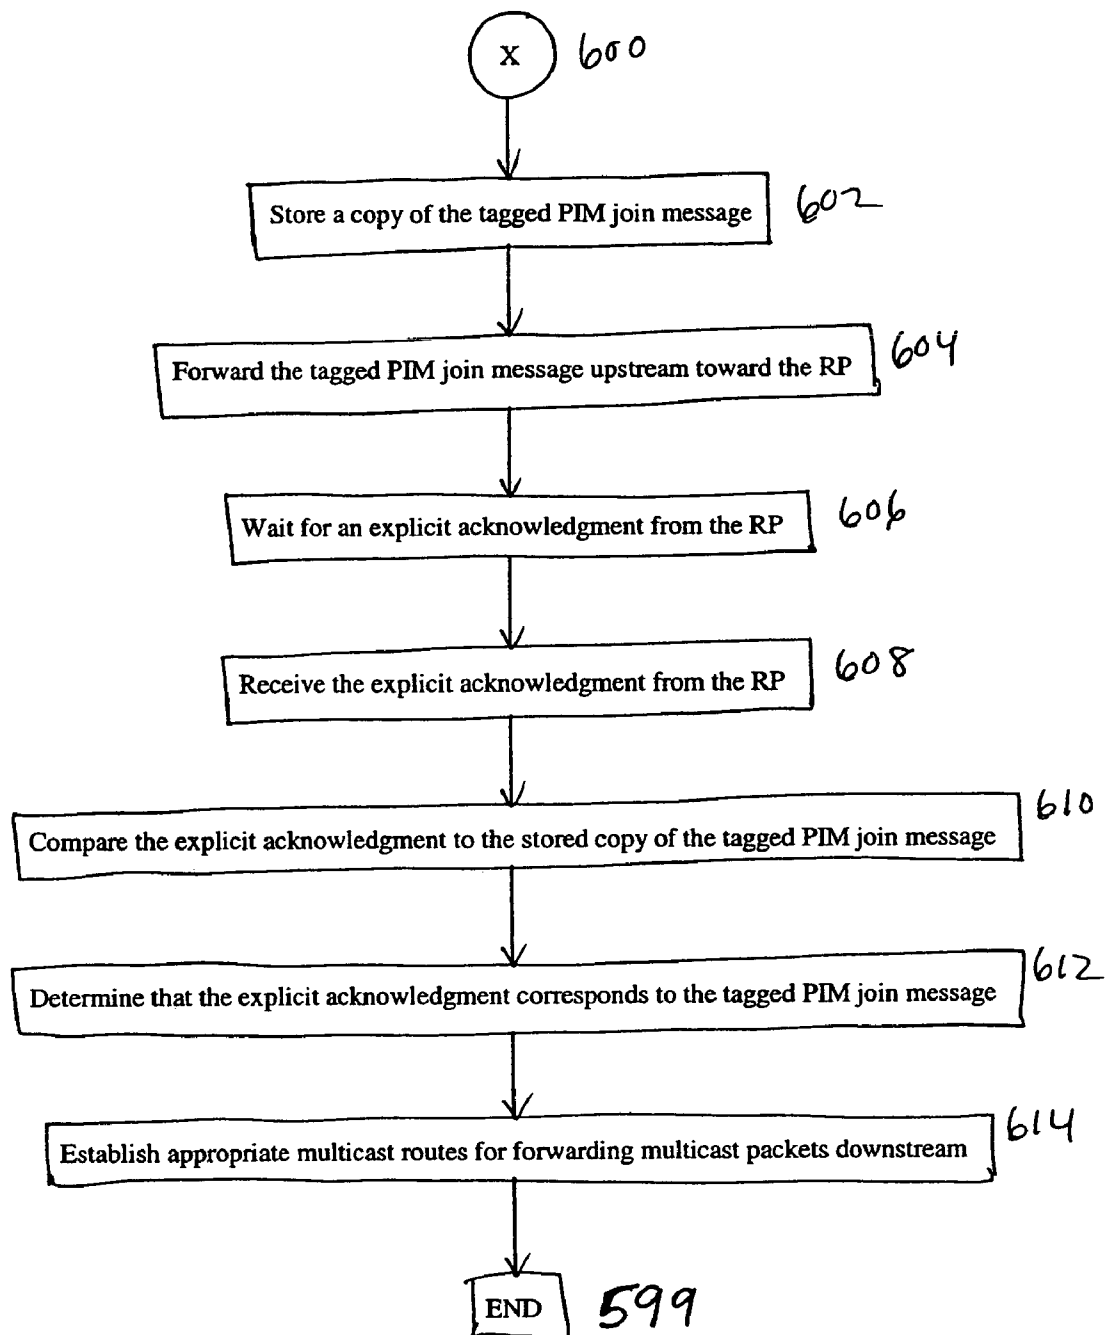 X 600
Store a copy of the tagged PIM join message 602
Forward the tagged PIM join message upstream toward the RP 604
Wait for an explicit acknowledgment from the RP 606
Receive the explicit acknowledgment from the RP 608
Compare the explicit acknowledgment to the stored copy of the tagged PIM join message 610
Determine that the explicit acknowledgment corresponds to the tagged PIM join message 612
Establish appropriate multicast routes for forwarding multicast packets downstream 614
END 599